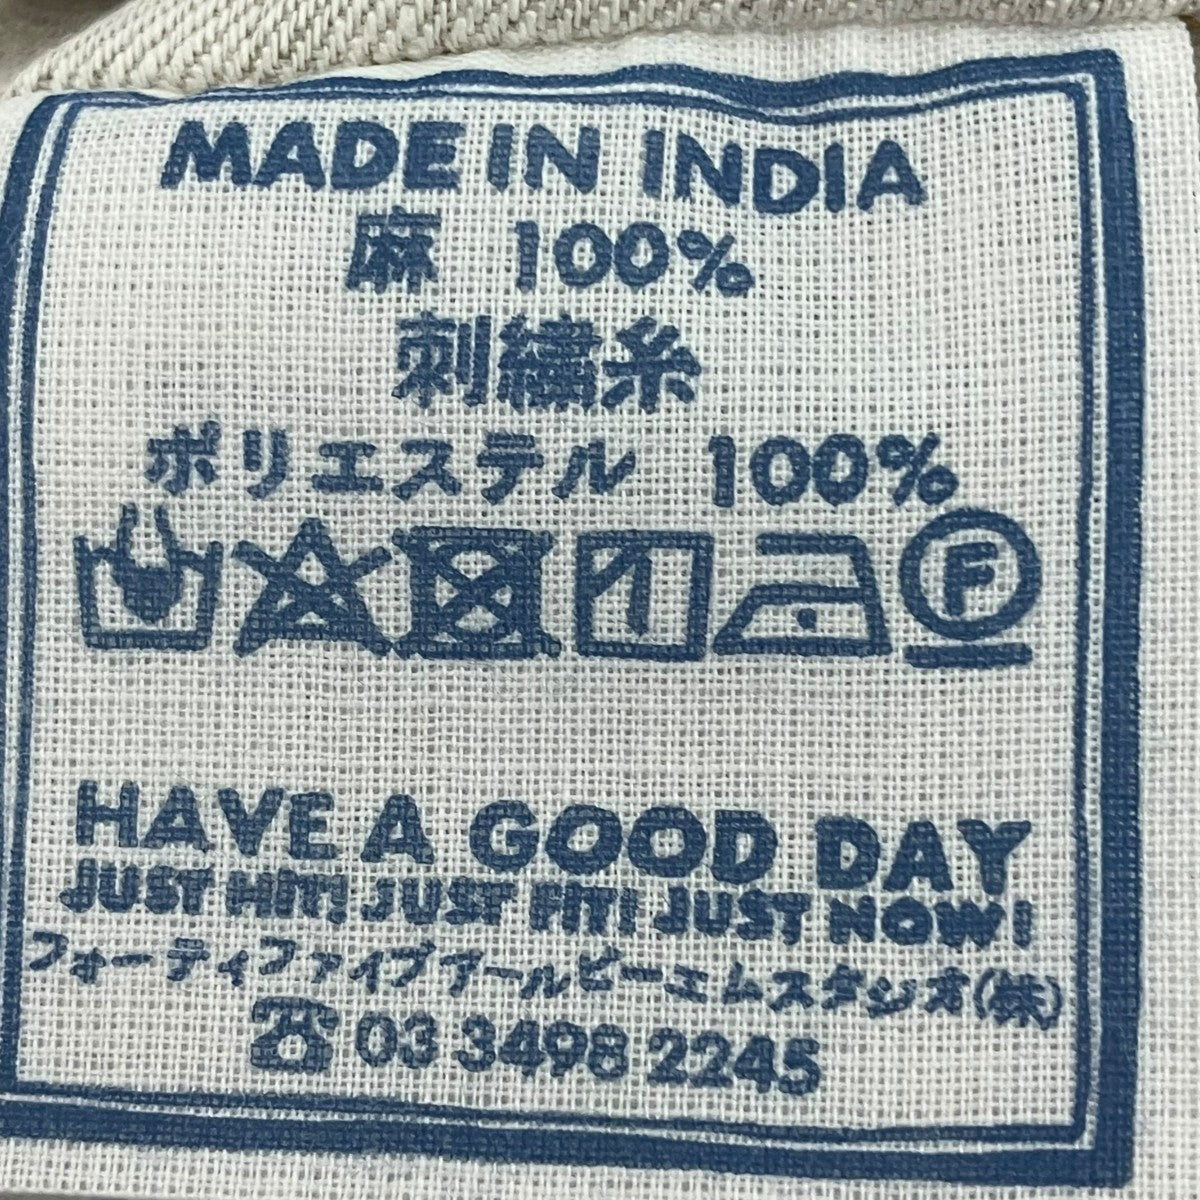 MADE IN INDIA
麻 100%
刺繍糸
ポリエステル 100%
F
HAVE A GOOD DAY
JUST HIT! JUST FIT! JUST NOW!
フォーティファイブアールピーエムスタジオ(株)
☎ 03 3498 2245